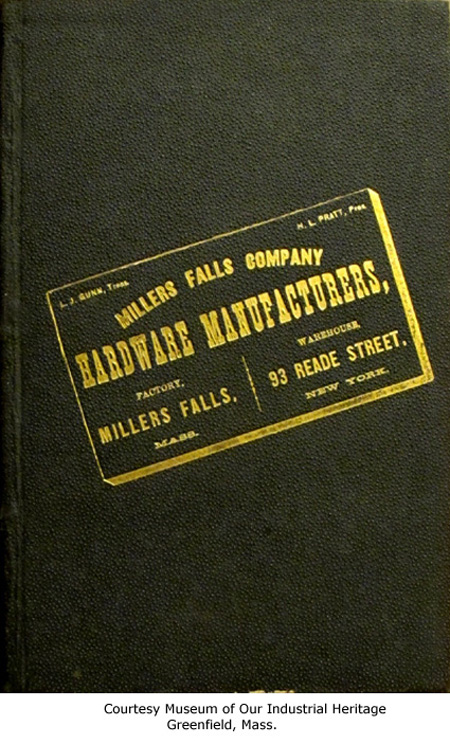 L. J. GUNN, Treas.
H. L. PRATT, Pres.
MILLERS FALLS COMPANY
HARDWARE MANUFACTURERS,
FACTORY,
MILLERS FALLS,
MASS.
WAREHOUSE,
93 READE STREET,
NEW YORK.
Courtesy Museum of Our Industrial Heritage
Greenfield, Mass.